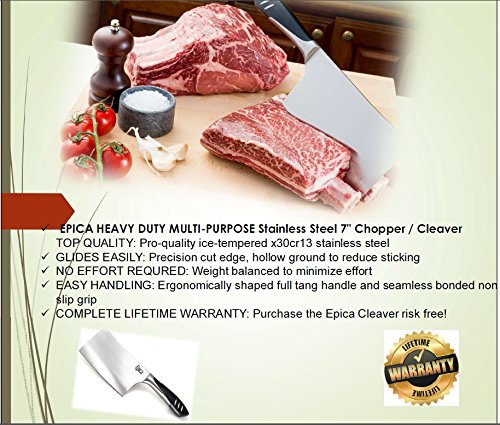 EPICA HEAVY DUTY MULTI-PURPOSE Stainless Steel 7" Chopper / Cleaver
TOP QUALITY: Pro-quality ice-tempered x30cr13 stainless steel
✓ GLIDES EASILY: Precision cut edge, hollow ground to reduce sticking
✓ NO EFFORT REQURED: Weight balanced to minimize effort
✓ EASY HANDLING: Ergonomically shaped full tang handle and seamless bonded non
slip grip
✓ COMPLETE LIFETIME WARRANTY: Purchase the Epica Cleaver risk free!
LIFETIME
WARRANTY
LIFETIME